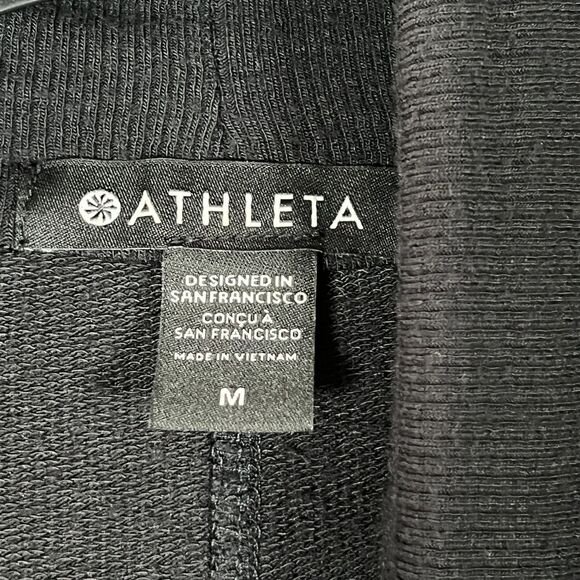 ATHLETA
DESIGNED IN
SAN FRANCISCO
CONÇU A
SAN FRANCISCO
MADE IN VIETNAM
M